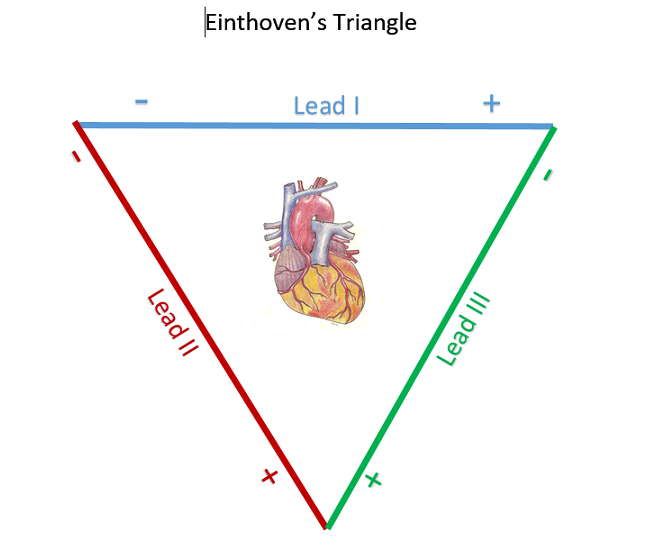 Einthoven's Triangle
- Lead I +
-
-
Lead II
Lead III
+
+